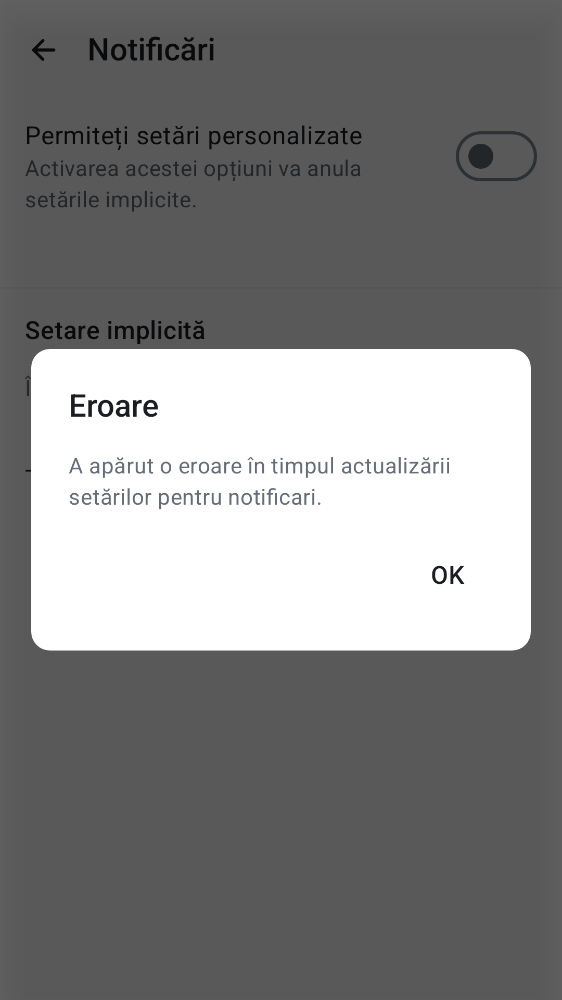 Notificări
Permiteți setări personalizate
Activarea acestei opțiuni va anula
setările implicite.
Setare implicită
Eroare
A apărut o eroare în timpul actualizării
setărilor pentru notificari.
OK